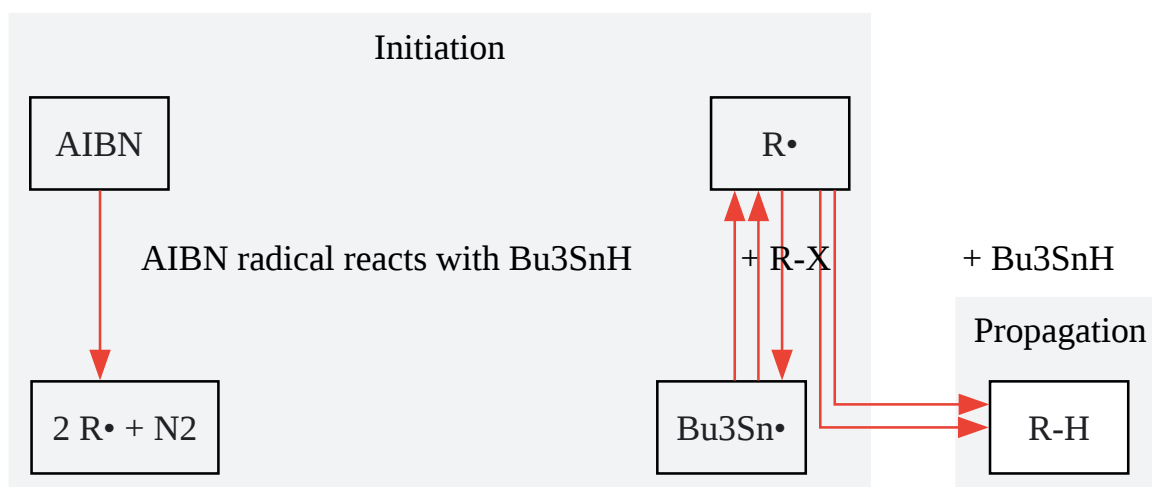 Initiation
AIBN
R•
AIBN radical reacts with Bu3SnH
+ R-X
+ Bu3SnH
Propagation
2 R• + N2
Bu3Sn•
R-H